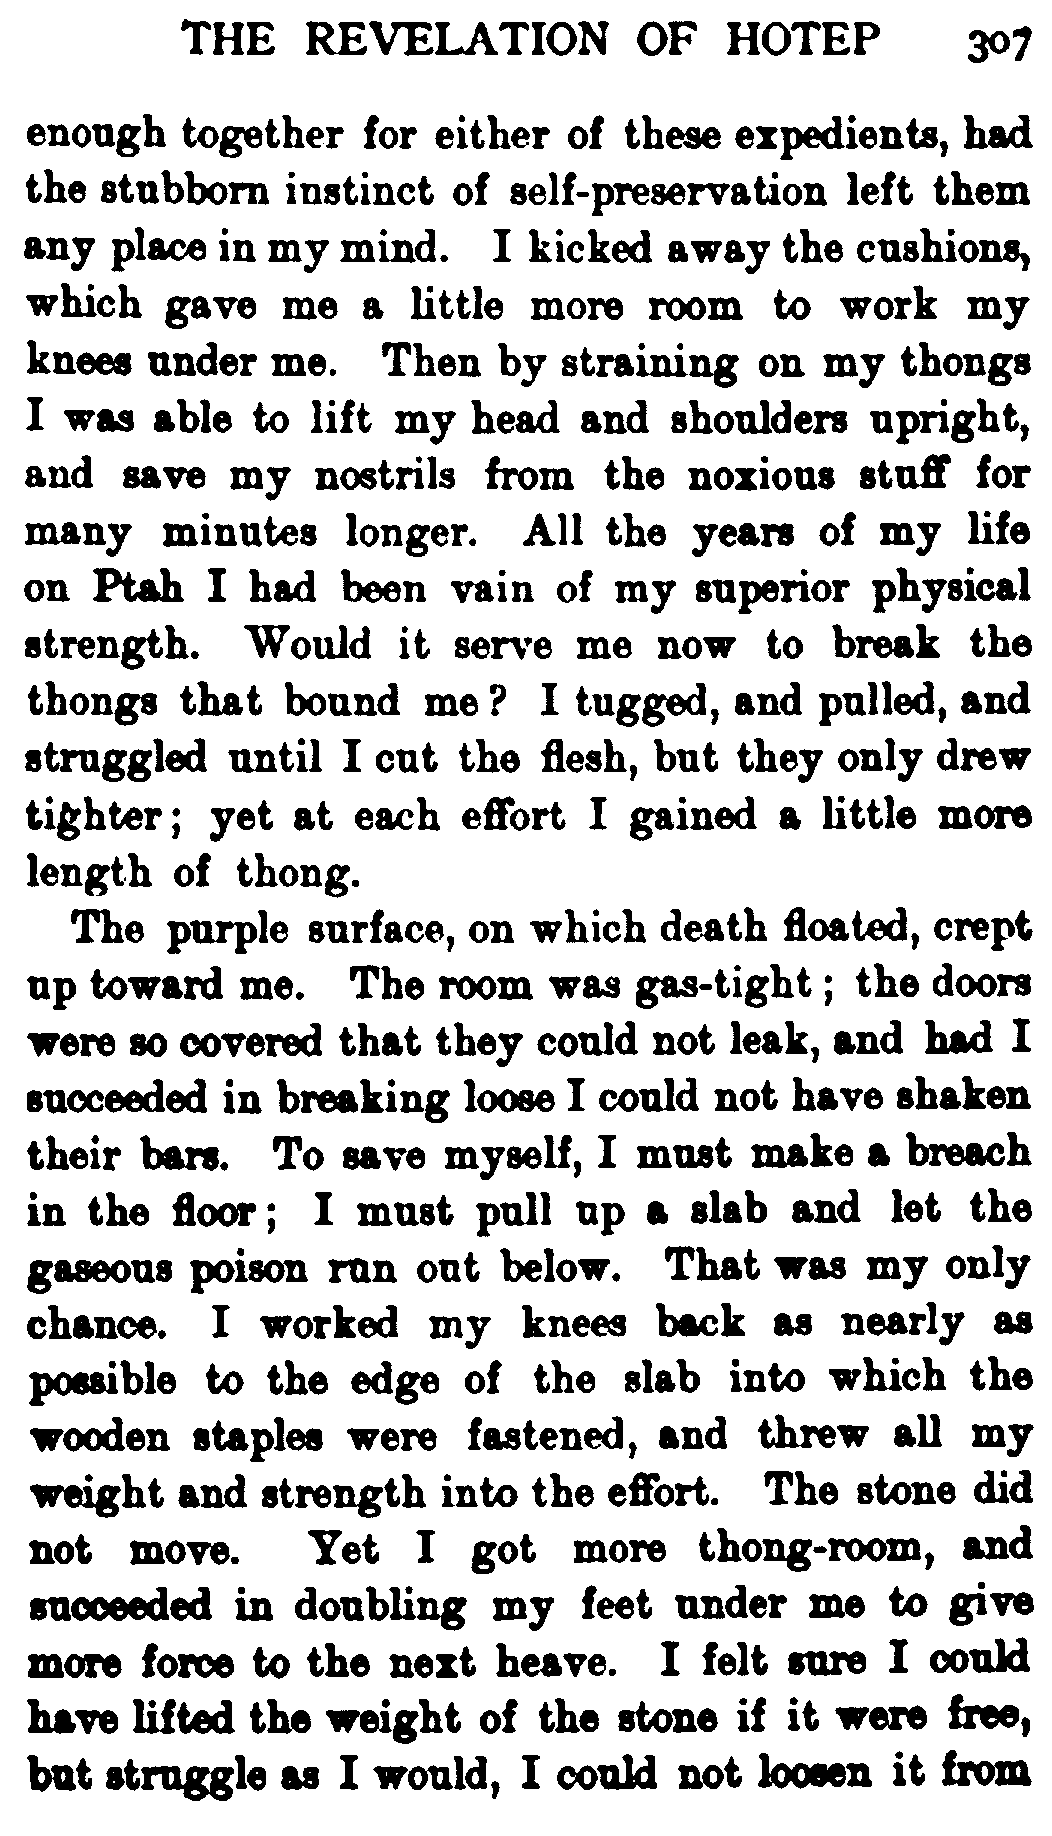 THE REVELATION OF HOTEP 307
enough together for either of these expedients, had
the stubborn instinct of self-preservation left them
any place in my mind. I kicked away the cushions,
which gave me a little more room to work my
knees under me. Then by straining on my thongs
I was able to lift my head and shoulders upright,
and save my nostrils from the noxious stuff for
many minutes longer. All the years of my life
on Ptah I had been vain of my superior physical
strength. Would it serve me now to break the
thongs that bound me? I tugged, and pulled, and
struggled until I cut the flesh, but they only drew
tighter; yet at each effort I gained a little more
length of thong.
The purple surface, on which death floated, crept
up toward me. The room was gas-tight; the doors
were so covered that they could not leak, and had I
succeeded in breaking loose I could not have shaken
their bars. To save myself, I must make a breach
in the floor; I must pull up a slab and let the
gaseous poison run out below. That was my only
chance. I worked my knees back as nearly as
possible to the edge of the slab into which the
wooden staples were fastened, and threw all my
weight and strength into the effort. The stone did
not move. Yet I got more thong-room, and
succeeded in doubling my feet under me to give
more force to the next heave. I felt sure I could
have lifted the weight of the stone if it were free,
but struggle as I would, I could not loosen it from